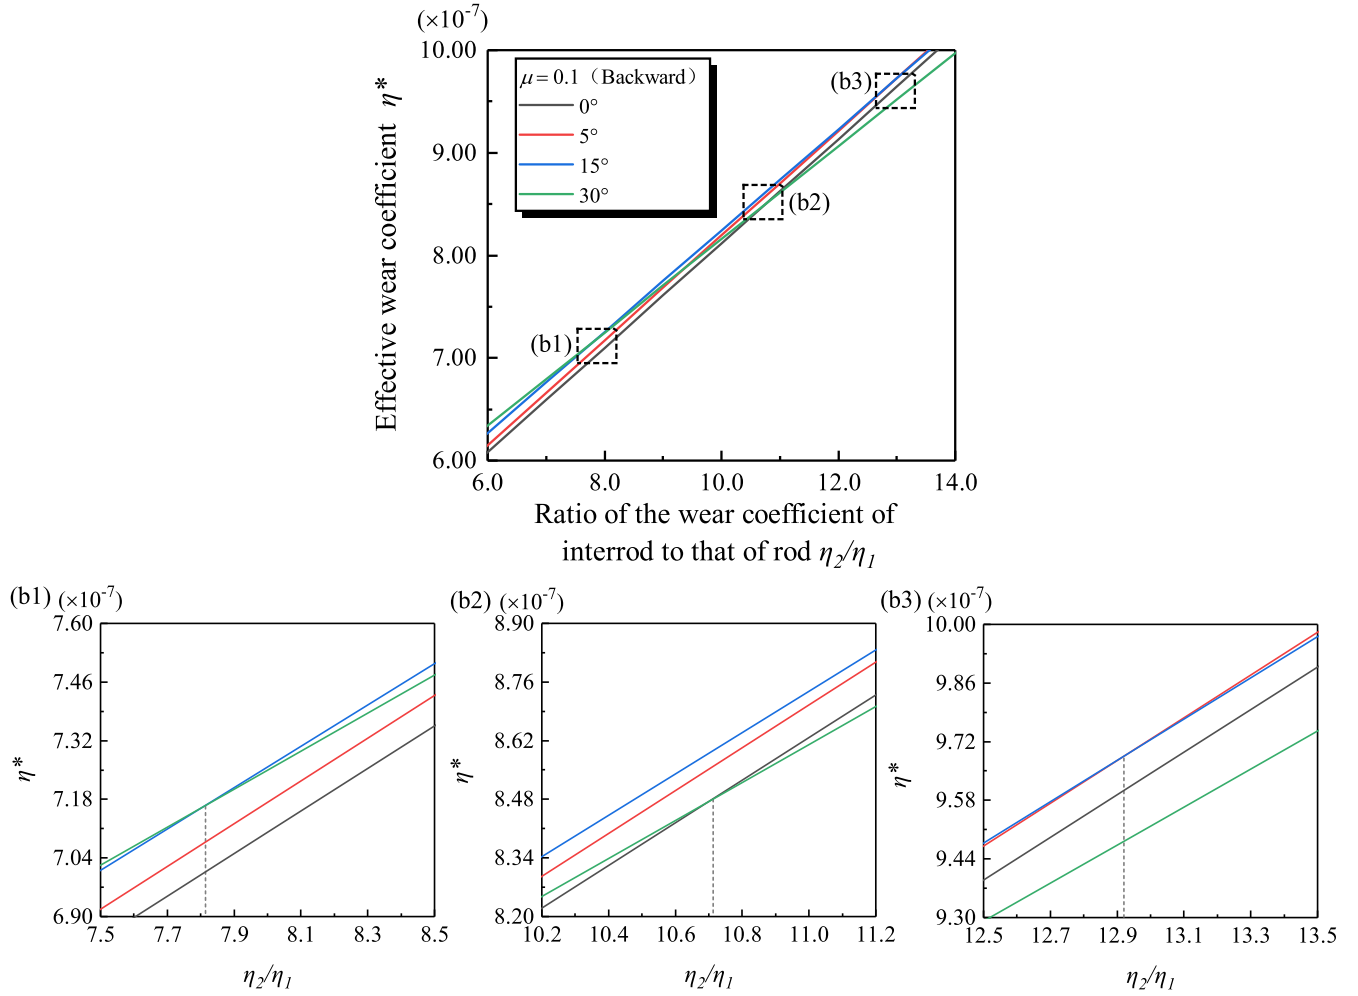 (×10⁻⁷)
10.00
9.00
8.00
7.00
6.00
Effective wear coefficient η*
μ = 0.1（Backward）
0°
5°
15°
30°
(b3)
(b2)
(b1)
6.0 8.0 10.0 12.0 14.0
Ratio of the wear coefficient of
interrod to that of rod η₂/η₁
(b1) (×10⁻⁷)
7.60
7.46
7.32
7.18
7.04
6.90
η*
7.5 7.7 7.9 8.1 8.3 8.5
η₂/η₁
(b2) (×10⁻⁷)
8.90
8.76
8.62
8.48
8.34
8.20
η*
10.2 10.4 10.6 10.8 11.0 11.2
η₂/η₁
(b3) (×10⁻⁷)
10.00
9.86
9.72
9.58
9.44
9.30
η*
12.5 12.7 12.9 13.1 13.3 13.5
η₂/η₁